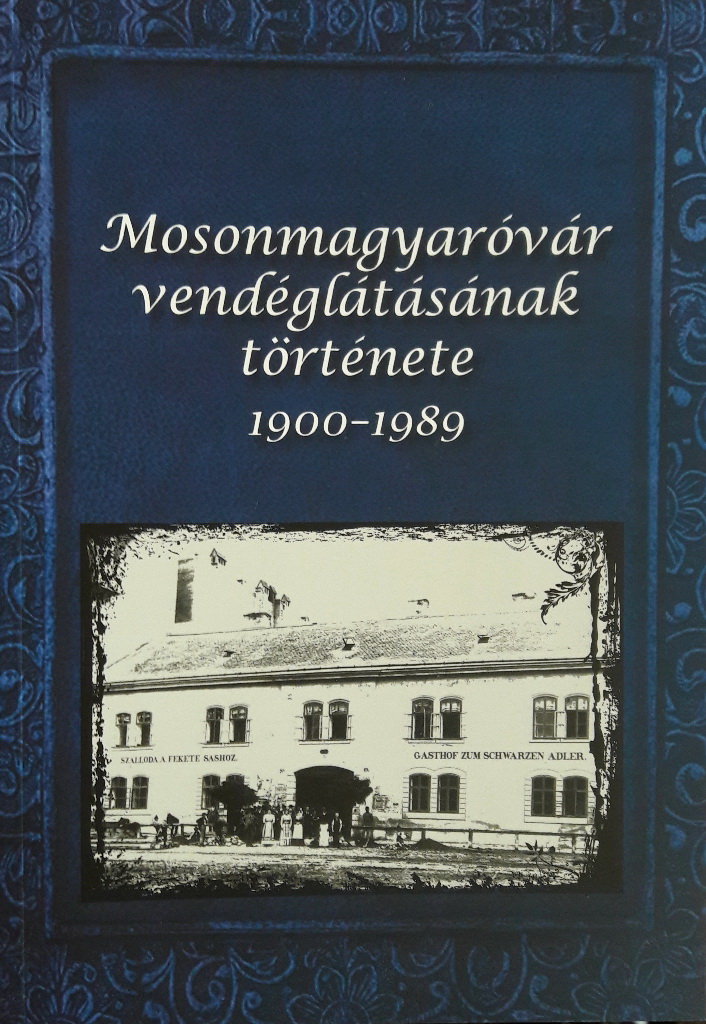 Mosonmagyaróvár
vendéglátásának
története
1900-1989
SZALLODA A FEKETE SASHOZ.
GASTHOF ZUM SCHWARZEN ADLER.